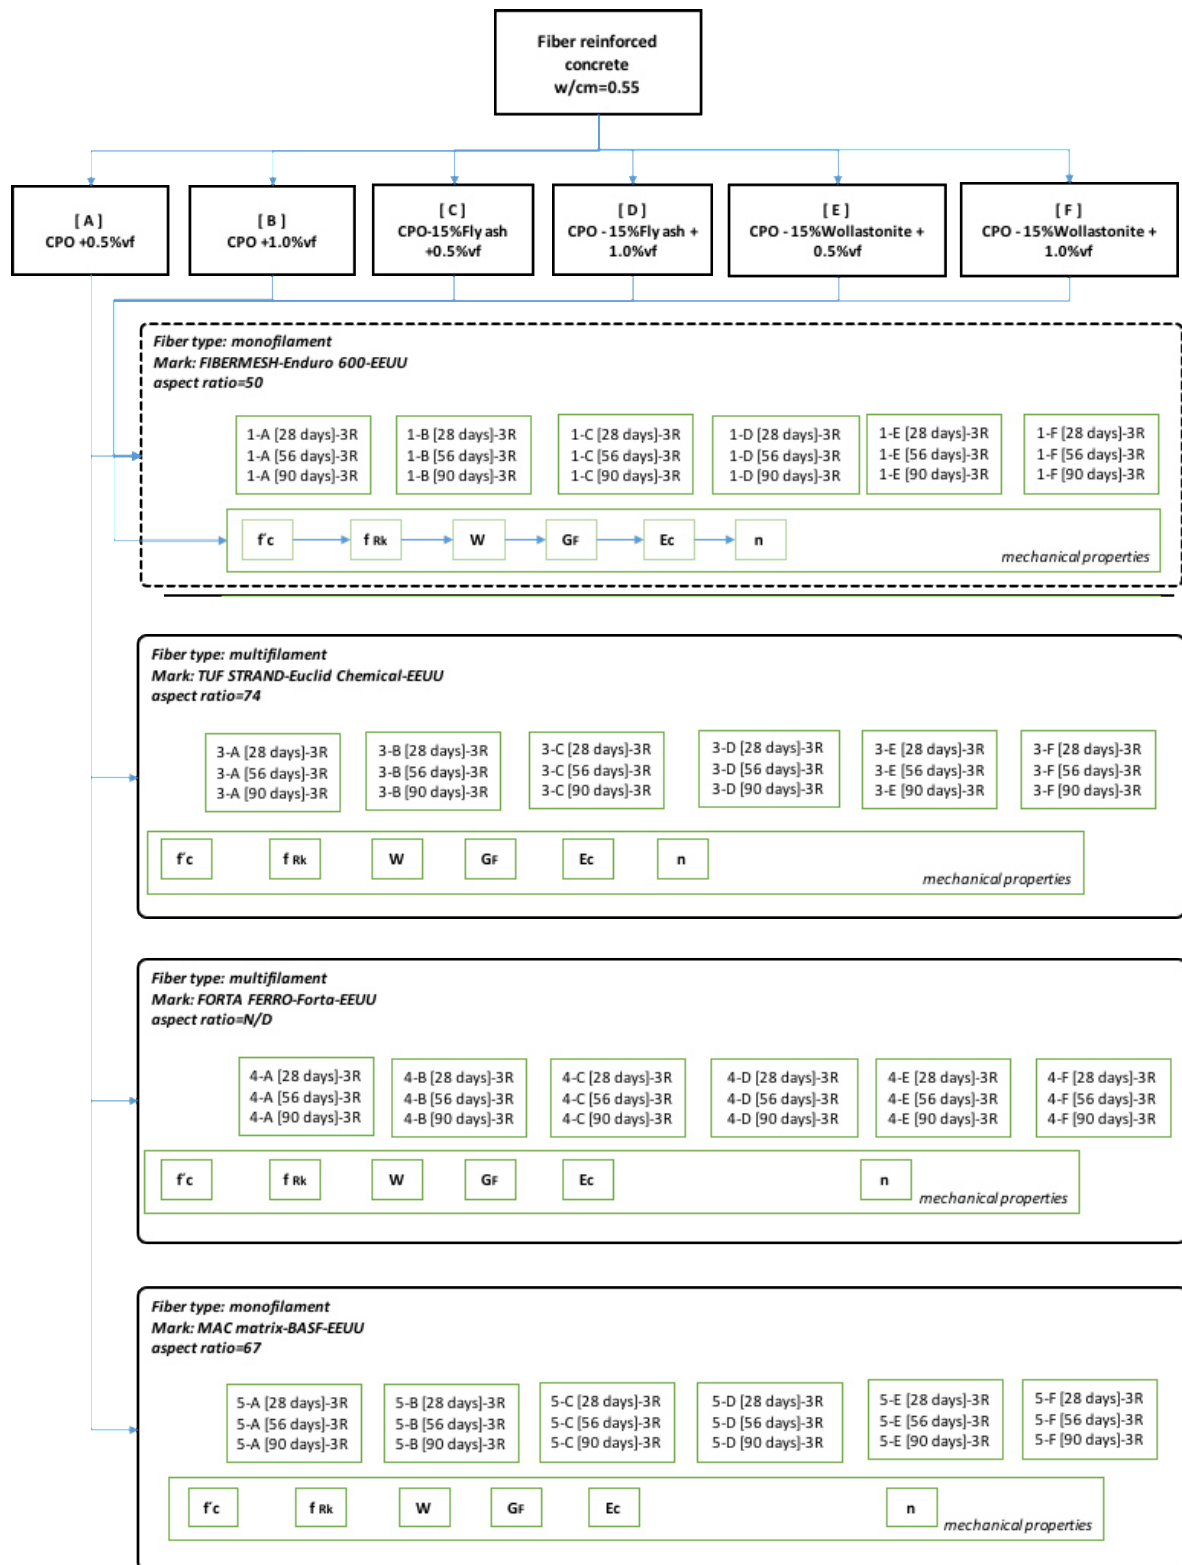 Fiber reinforced
concrete
w/cm=0.55
[ A ]
CPO +0.5%vf
[ B ]
CPO +1.0%vf
[ C ]
CPO-15%Fly ash
+0.5%vf
[ D ]
CPO - 15%Fly ash +
1.0%vf
[ E ]
CPO - 15%Wollastonite +
0.5%vf
[ F ]
CPO - 15%Wollastonite +
1.0%vf
Fiber type: monofilament
Mark: FIBERMESH-Enduro 600-EEUU
aspect ratio=50
1-A [28 days]-3R
1-A [56 days]-3R
1-A [90 days]-3R
1-B [28 days]-3R
1-B [56 days]-3R
1-B [90 days]-3R
1-C [28 days]-3R
1-C [56 days]-3R
1-C [90 days]-3R
1-D [28 days]-3R
1-D [56 days]-3R
1-D [90 days]-3R
1-E [28 days]-3R
1-E [56 days]-3R
1-E [90 days]-3R
1-F [28 days]-3R
1-F [56 days]-3R
1-F [90 days]-3R
f´c
f Rk
W
GF
Ec
n
mechanical properties
Fiber type: multifilament
Mark: TUF STRAND-Euclid Chemical-EEUU
aspect ratio=74
3-A [28 days]-3R
3-A [56 days]-3R
3-A [90 days]-3R
3-B [28 days]-3R
3-B [56 days]-3R
3-B [90 days]-3R
3-C [28 days]-3R
3-C [56 days]-3R
3-C [90 days]-3R
3-D [28 days]-3R
3-D [56 days]-3R
3-D [90 days]-3R
3-E [28 days]-3R
3-E [56 days]-3R
3-E [90 days]-3R
3-F [28 days]-3R
3-F [56 days]-3R
3-F [90 days]-3R
f´c
f Rk
W
GF
Ec
n
mechanical properties
Fiber type: multifilament
Mark: FORTA FERRO-Forta-EEUU
aspect ratio=N/D
4-A [28 days]-3R
4-A [56 days]-3R
4-A [90 days]-3R
4-B [28 days]-3R
4-B [56 days]-3R
4-B [90 days]-3R
4-C [28 days]-3R
4-C [56 days]-3R
4-C [90 days]-3R
4-D [28 days]-3R
4-D [56 days]-3R
4-D [90 days]-3R
4-E [28 days]-3R
4-E [56 days]-3R
4-E [90 days]-3R
4-F [28 days]-3R
4-F [56 days]-3R
4-F [90 days]-3R
f´c
f Rk
W
GF
Ec
n
mechanical properties
Fiber type: monofilament
Mark: MAC matrix-BASF-EEUU
aspect ratio=67
5-A [28 days]-3R
5-A [56 days]-3R
5-A [90 days]-3R
5-B [28 days]-3R
5-B [56 days]-3R
5-B [90 days]-3R
5-C [28 days]-3R
5-C [56 days]-3R
5-C [90 days]-3R
5-D [28 days]-3R
5-D [56 days]-3R
5-D [90 days]-3R
5-E [28 days]-3R
5-E [56 days]-3R
5-E [90 days]-3R
5-F [28 days]-3R
5-F [56 days]-3R
5-F [90 days]-3R
f´c
f Rk
W
GF
Ec
n
mechanical properties